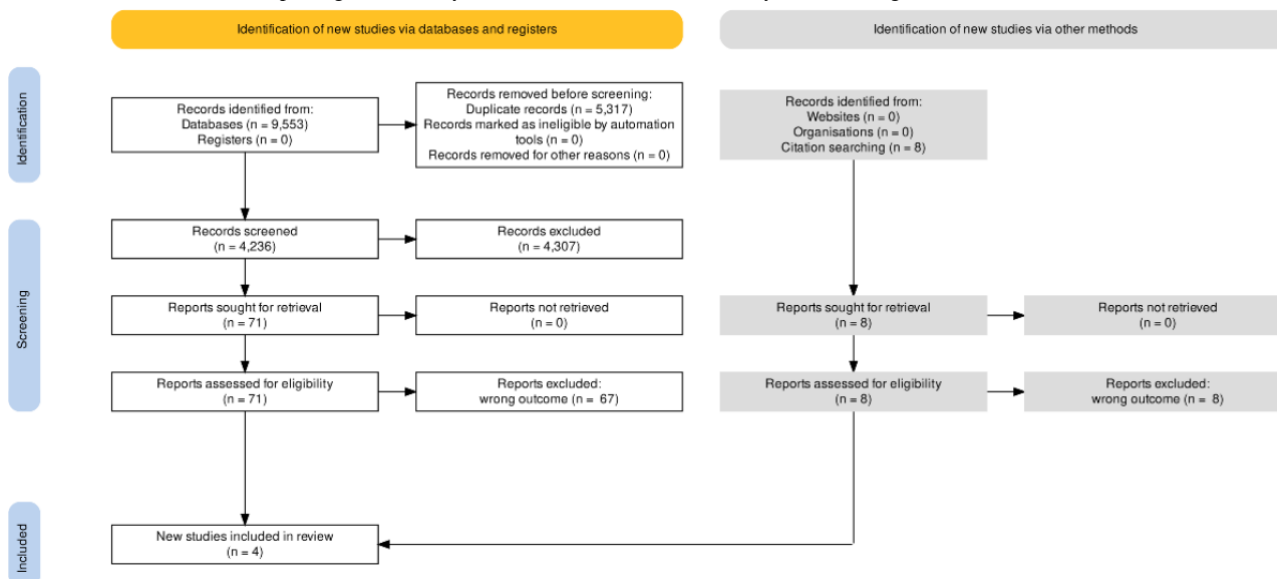 Identification of new studies via databases and registers
Identification of new studies via other methods
Identification
Records identified from:
Databases (n = 9,553)
Registers (n = 0)
Records removed before screening:
Duplicate records (n = 5,317)
Records marked as ineligible by automation
tools (n = 0)
Records removed for other reasons (n = 0)
Records identified from:
Websites (n = 0)
Organisations (n = 0)
Citation searching (n = 8)
Screening
Records screened
(n = 4,236)
Records excluded
(n = 4,307)
Reports sought for retrieval
(n = 71)
Reports not retrieved
(n = 0)
Reports sought for retrieval
(n = 8)
Reports not retrieved
(n = 0)
Reports assessed for eligibility
(n = 71)
Reports excluded:
wrong outcome (n = 67)
Reports assessed for eligibility
(n = 8)
Reports excluded:
wrong outcome (n = 8)
Included
New studies included in review
(n = 4)